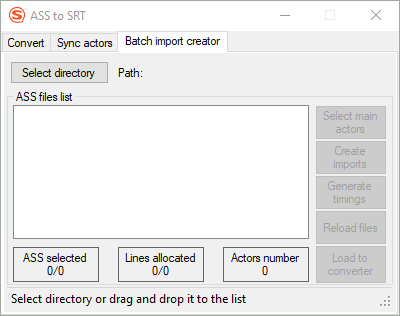 ASS to SRT
Convert Sync actors Batch import creator
Select directory Path:
ASS files list
Select main
actors
Create
imports
Generate
timings
Reload files
Load to
converter
ASS selected
0/0
Lines allocated
0/0
Actors number
0
Select directory or drag and drop it to the list